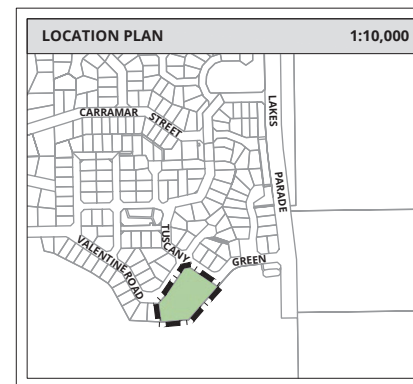 LOCATION PLAN 1:10,000
CARRAMAR
STREET
LAKES
PARADE
TUSCANY
GREEN
VALENTINE ROAD